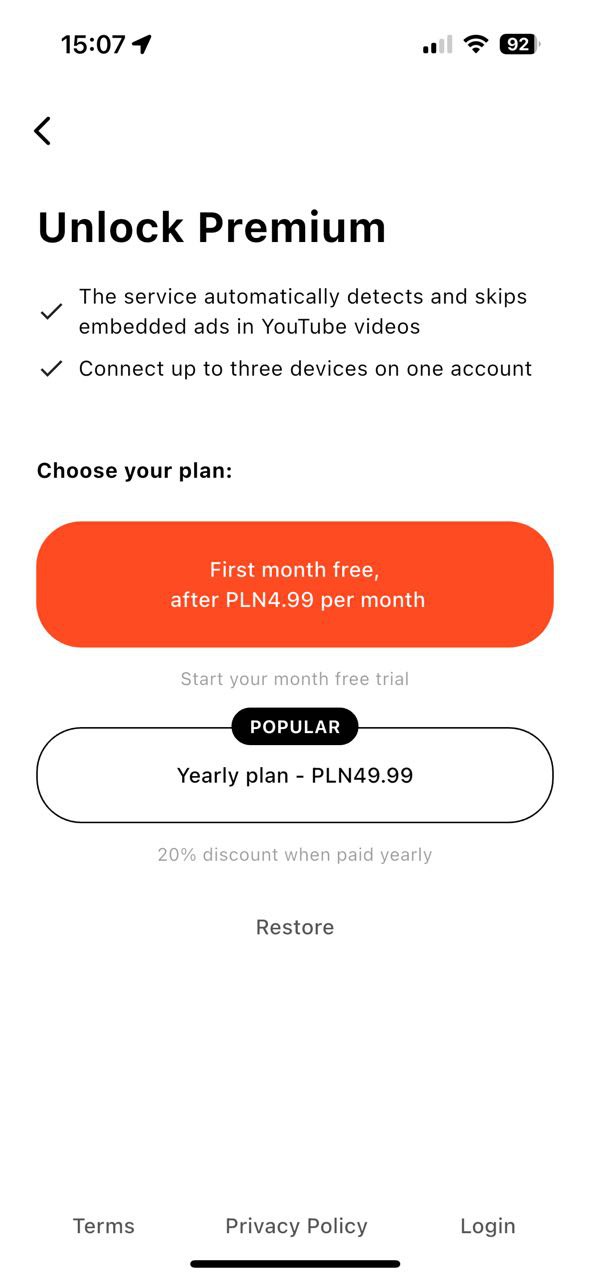 15:07
92
Unlock Premium
The service automatically detects and skips
embedded ads in YouTube videos
Connect up to three devices on one account
Choose your plan:
First month free,
after PLN4.99 per month
Start your month free trial
POPULAR
Yearly plan - PLN49.99
20% discount when paid yearly
Restore
Terms Privacy Policy Login